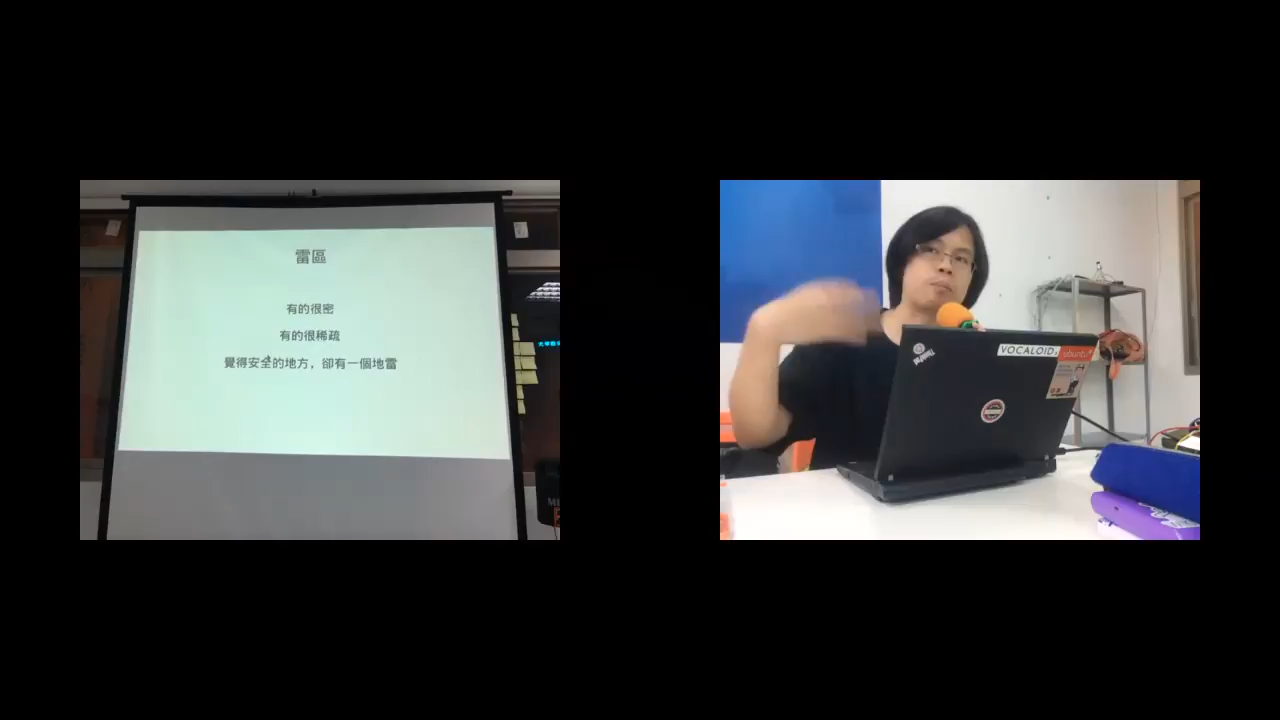 雷區
有的很密
有的很稀疏
覺得安全的地方，卻有一個地雷
ThinkPad
VOCALOID
ubuntu